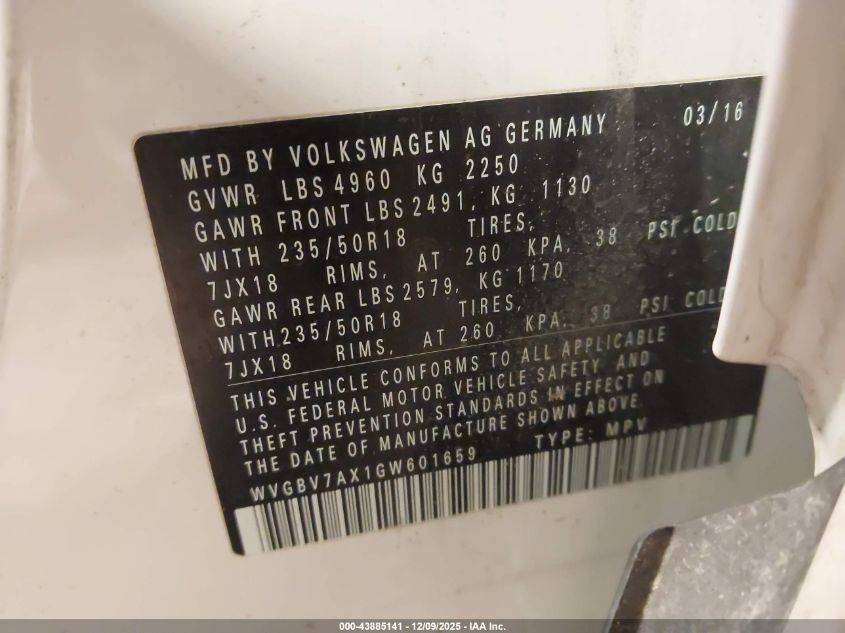 MFD BY VOLKSWAGEN AG GERMANY 03/16
GVWR LBS 4960 KG 2250
GAWR FRONT LBS 2491, KG 1130
WITH 235/50R18 TIRES,
7JX18 RIMS, AT 260 KPA, 38 PSI COLD
GAWR REAR LBS 2579, KG 1170
WITH 235/50R18 TIRES,
7JX18 RIMS, AT 260 KPA, 38 PSI COLD
THIS VEHICLE CONFORMS TO ALL APPLICABLE
U.S. FEDERAL MOTOR VEHICLE SAFETY AND
THEFT PREVENTION STANDARDS IN EFFECT ON
THE DATE OF MANUFACTURE SHOWN ABOVE.
WVGBV7AX1GW601659 TYPE: MPV
000-43885141 - 12/09/2025 - IAA Inc.